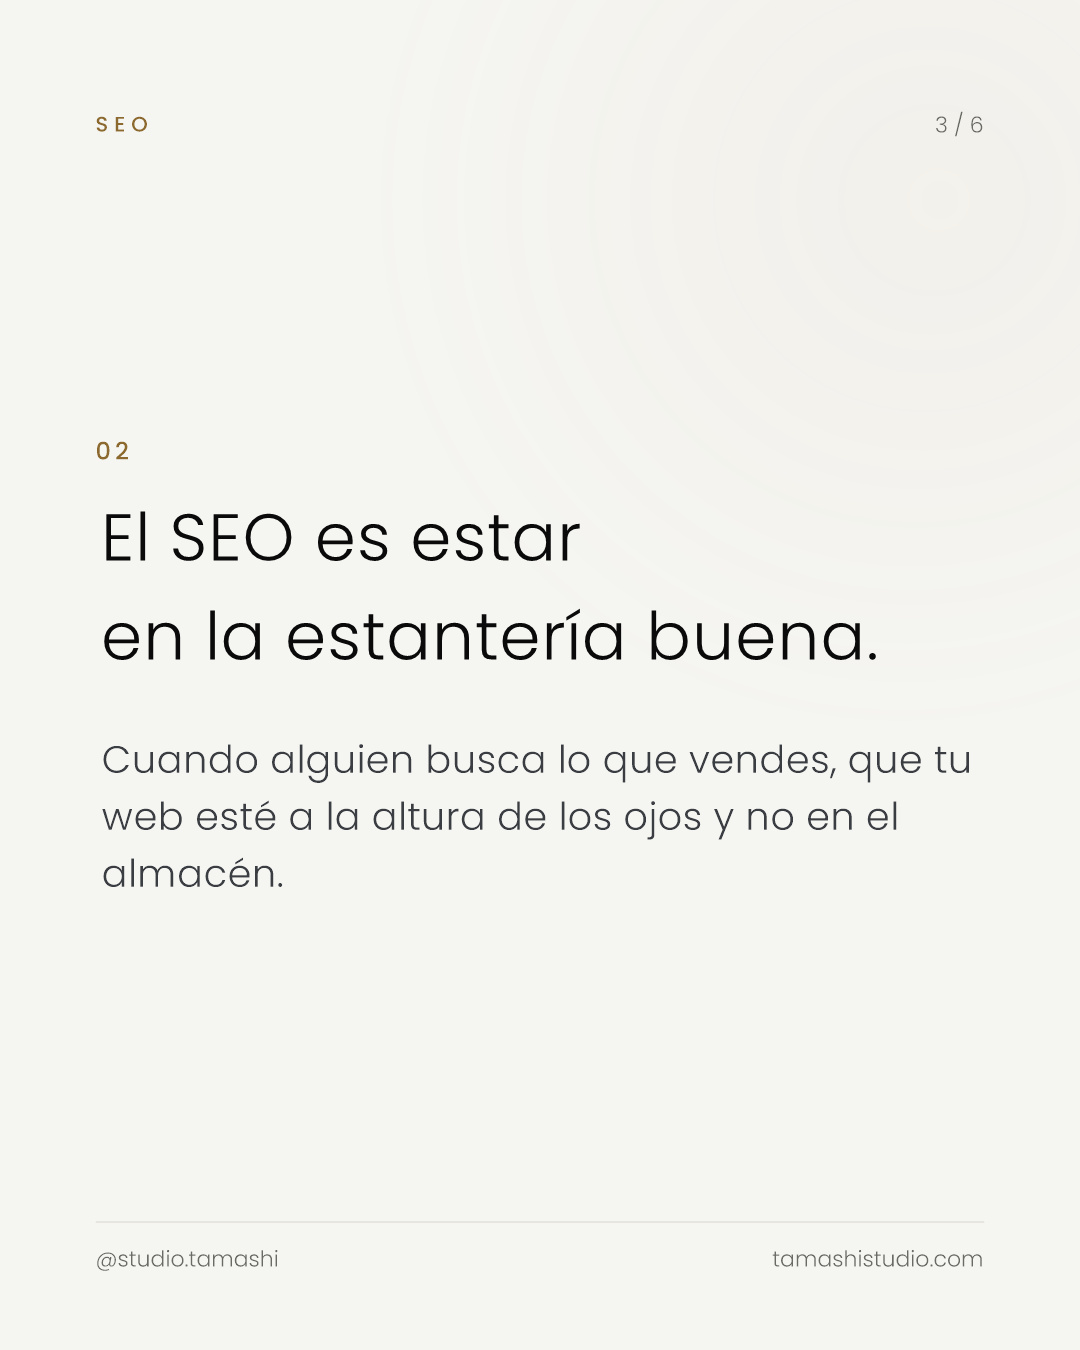 SEO
3 / 6
02
El SEO es estar
en la estantería buena.
Cuando alguien busca lo que vendes, que tu
web esté a la altura de los ojos y no en el
almacén.
@studio.tamashi
tamashistudio.com